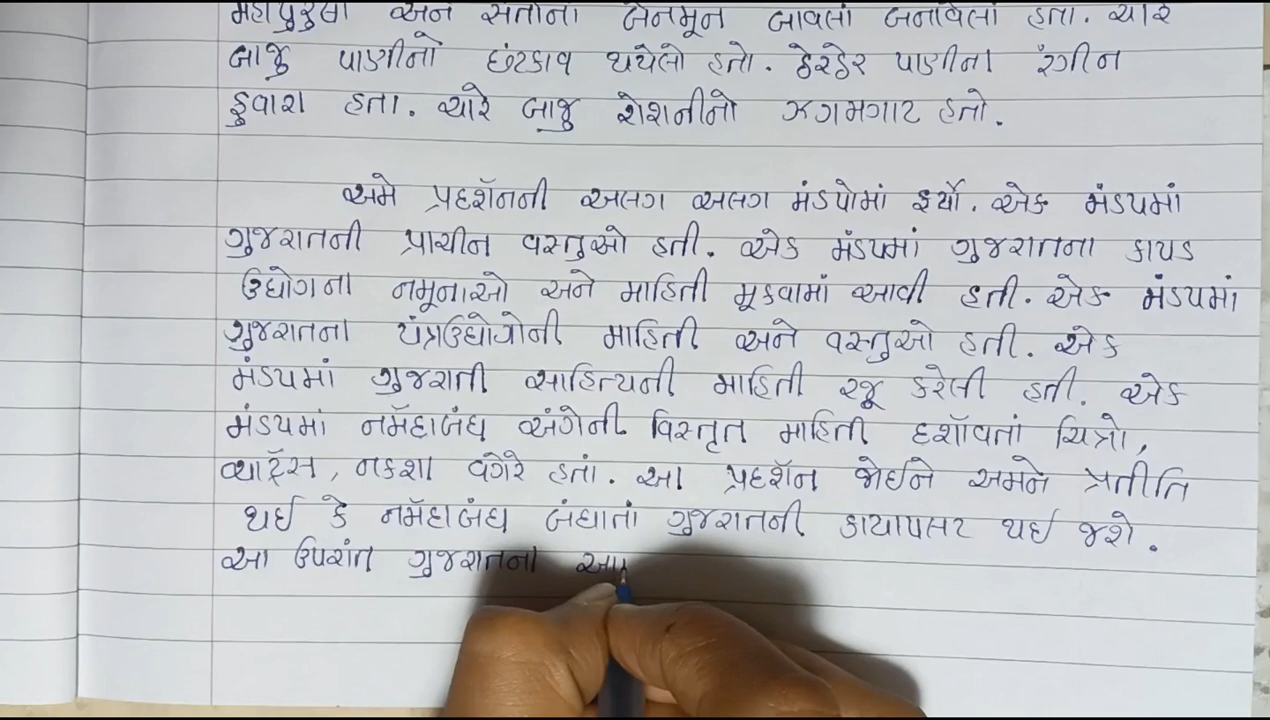 મહાપુરુષો અને સંતોના બેનમૂન બાવલાં બનાવેલાં હતા. ચારે
બાજુ પાણીનો છંટકાવ થયેલો હતો. ઠેરઠેર પાણીના રંગીન
ફુવારા હતા. ચારે બાજુ રોશનીનો ઝગમગાટ હતો.
અમે પ્રદર્શનની અલગ અલગ મંડપોમાં ફર્યા. એક મંડપમાં
ગુજરાતની પ્રાચીન વસ્તુઓ હતી. એક મંડપમાં ગુજરાતના કાપડ
ઉદ્યોગના નમૂનાઓ અને માહિતી મૂકવામાં આવી હતી. એક મંડપમાં
ગુજરાતના યંત્રઉદ્યોગોની માહિતી અને વસ્તુઓ હતી. એક
મંડપમાં ગુજરાતી સાહિત્યની માહિતી રજૂ કરેલી હતી. એક
મંડપમાં નર્મદાબંધ અંગેની વિસ્તૃત માહિતી દર્શાવતાં ચિત્રો,
ચાર્ટ્સ, નકશા વગેરે હતાં. આ પ્રદર્શન જોઈને અમને પ્રતીતિ
થઈ કે નર્મદાબંધ બંધાતાં ગુજરાતની કાયાપલટ થઈ જશે.
આ ઉપરાંત ગુજરાતના